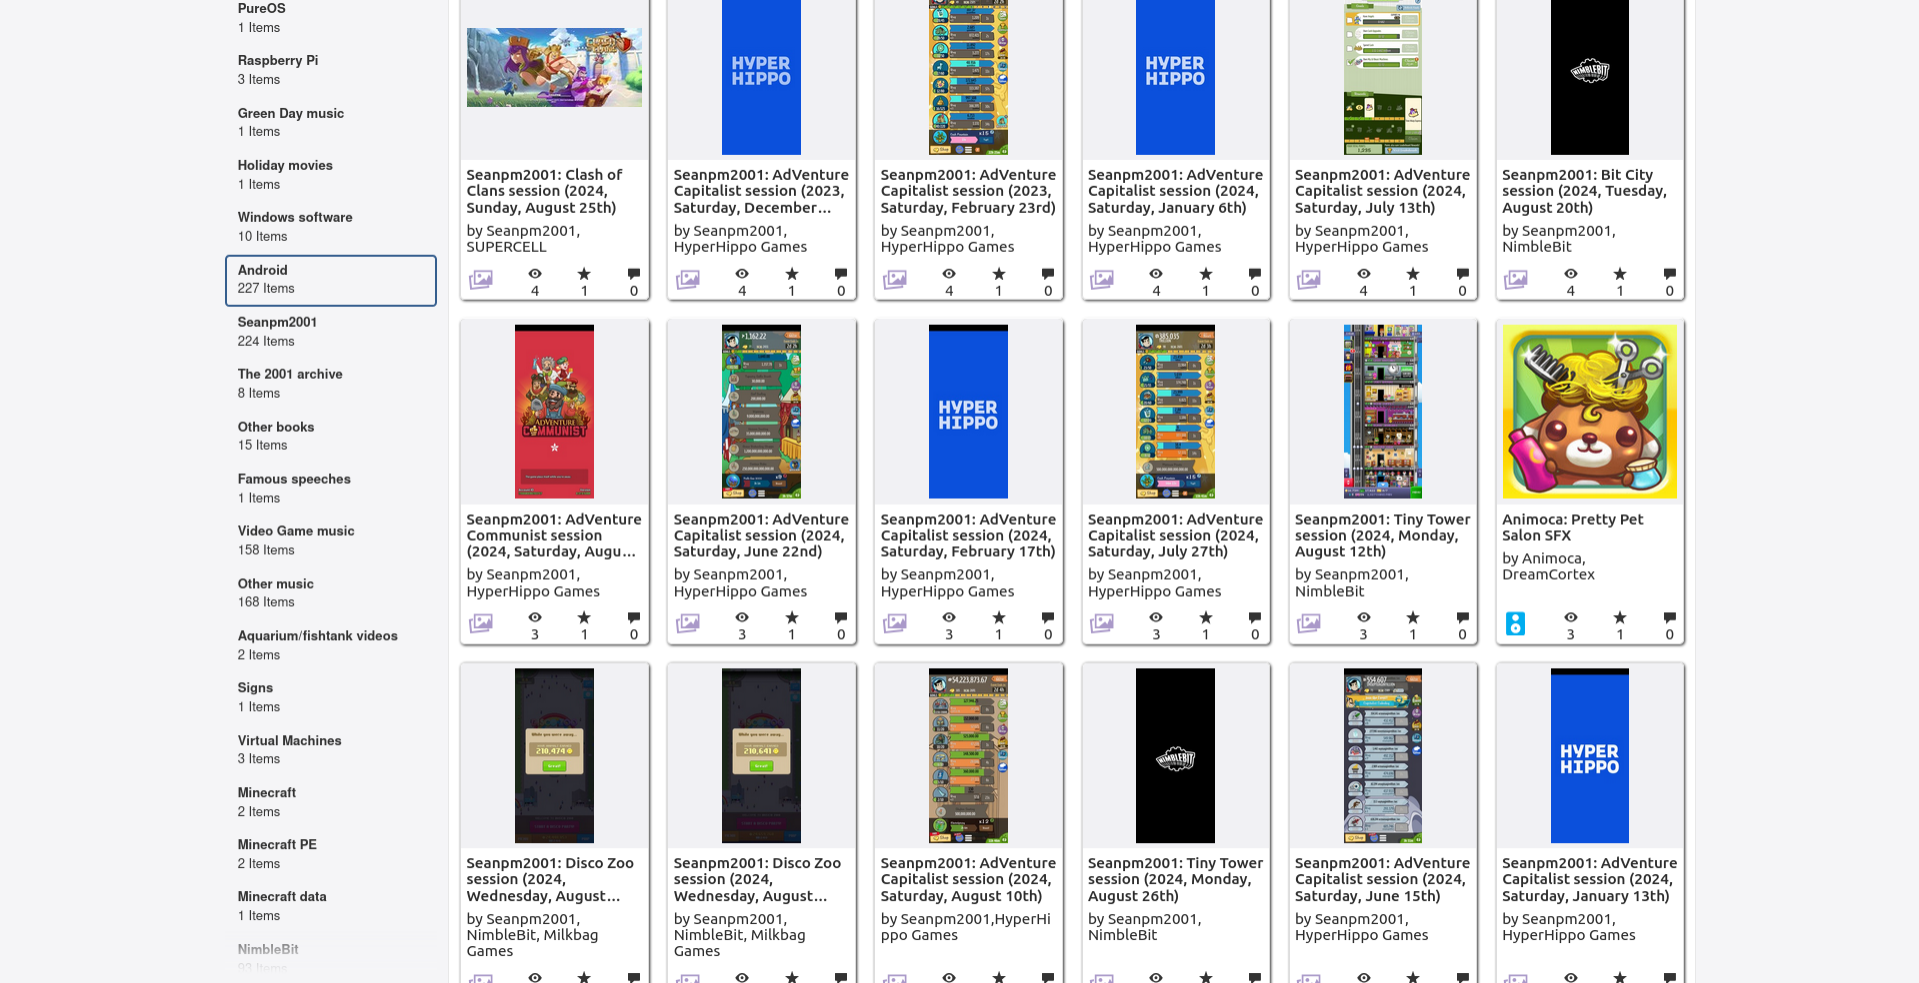 PureOS
1 Items
Raspberry Pi
3 Items
Green Day music
1 Items
Holiday movies
1 Items
Windows software
10 Items
Android
227 Items
Seanpm2001
224 Items
The 2001 archive
8 Items
Other books
15 Items
Famous speeches
1 Items
Video Game music
158 Items
Other music
168 Items
Aquarium/fishtank videos
2 Items
Signs
1 Items
Virtual Machines
3 Items
Minecraft
2 Items
Minecraft PE
2 Items
Minecraft data
1 Items
NimbleBit
93 Items
Seanpm2001: Clash of
Clans session (2024,
Sunday, August 25th)
by Seanpm2001,
SUPERCELL
4 1 0
HYPER
HIPPO
Seanpm2001: AdVenture
Capitalist session (2023,
Saturday, December...
by Seanpm2001,
HyperHippo Games
4 1 0
Seanpm2001: AdVenture
Capitalist session (2023,
Saturday, February 23rd)
by Seanpm2001,
HyperHippo Games
4 1 0
HYPER
HIPPO
Seanpm2001: AdVenture
Capitalist session (2024,
Saturday, January 6th)
by Seanpm2001,
HyperHippo Games
4 1 0
Seanpm2001: AdVenture
Capitalist session (2024,
Saturday, July 13th)
by Seanpm2001,
HyperHippo Games
4 1 0
NIMBLEBIT
Seanpm2001: Bit City
session (2024, Tuesday,
August 20th)
by Seanpm2001,
NimbleBit
4 1 0
ADVENTURE
COMMUNIST
Seanpm2001: AdVenture
Communist session
(2024, Saturday, Augu...
by Seanpm2001,
HyperHippo Games
3 1 0
Seanpm2001: AdVenture
Capitalist session (2024,
Saturday, June 22nd)
by Seanpm2001,
HyperHippo Games
3 1 0
HYPER
HIPPO
Seanpm2001: AdVenture
Capitalist session (2024,
Saturday, February 17th)
by Seanpm2001,
HyperHippo Games
3 1 0
Seanpm2001: AdVenture
Capitalist session (2024,
Saturday, July 27th)
by Seanpm2001,
HyperHippo Games
3 1 0
Seanpm2001: Tiny Tower
session (2024, Monday,
August 12th)
by Seanpm2001,
NimbleBit
3 1 0
Animoca: Pretty Pet
Salon SFX
by Animoca,
DreamCortex
3 1 0
While you were away...
210,474
Seanpm2001: Disco Zoo
session (2024,
Wednesday, August...
by Seanpm2001,
NimbleBit, Milkbag
Games
While you were away...
210,641
Seanpm2001: Disco Zoo
session (2024,
Wednesday, August...
by Seanpm2001,
NimbleBit, Milkbag
Games
54,223,873.67
Seanpm2001: AdVenture
Capitalist session (2024,
Saturday, August 10th)
by Seanpm2001,HyperHi
ppo Games
NIMBLEBIT
Seanpm2001: Tiny Tower
session (2024, Monday,
August 26th)
by Seanpm2001,
NimbleBit
Seanpm2001: AdVenture
Capitalist session (2024,
Saturday, June 15th)
by Seanpm2001,
HyperHippo Games
HYPER
HIPPO
Seanpm2001: AdVenture
Capitalist session (2024,
Saturday, January 13th)
by Seanpm2001,
HyperHippo Games